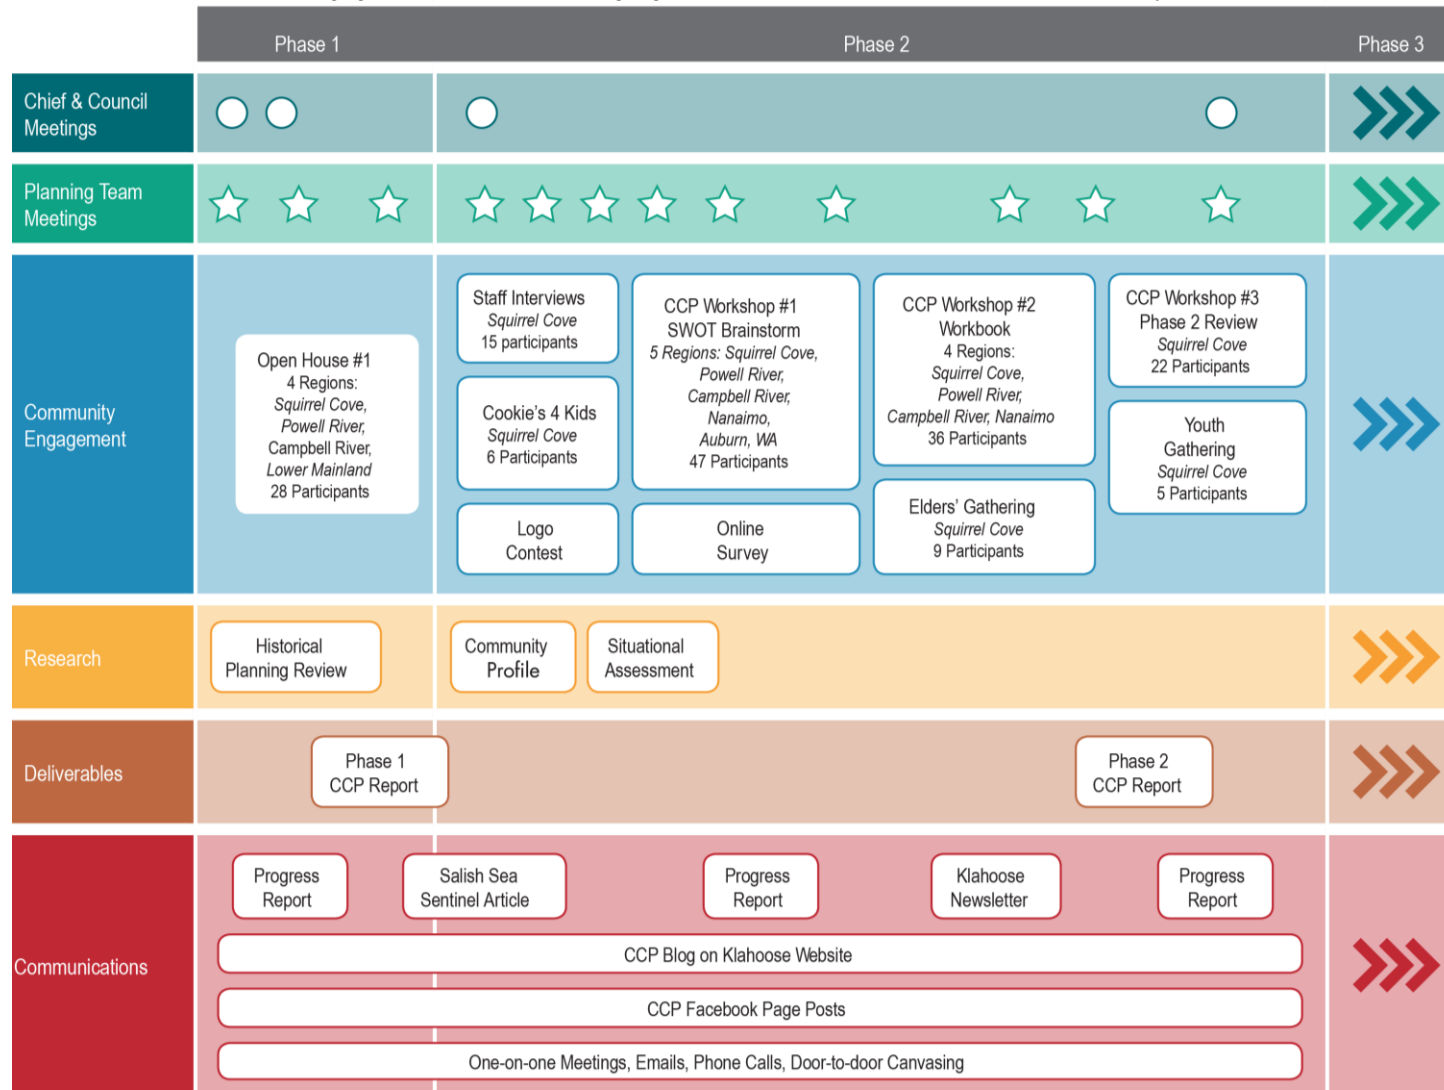 Phase 1
Phase 2
Phase 3
Chief & Council
Meetings
Planning Team
Meetings
Community
Engagement
Open House #1
4 Regions:
Squirrel Cove,
Powell River,
Campbell River,
Lower Mainland
28 Participants
Staff Interviews
Squirrel Cove
15 participants
Cookie's 4 Kids
Squirrel Cove
6 Participants
Logo
Contest
CCP Workshop #1
SWOT Brainstorm
5 Regions: Squirrel Cove,
Powell River,
Campbell River,
Nanaimo,
Auburn, WA
47 Participants
Online
Survey
CCP Workshop #2
Workbook
4 Regions:
Squirrel Cove,
Powell River,
Campbell River, Nanaimo
36 Participants
Elders' Gathering
Squirrel Cove
9 Participants
CCP Workshop #3
Phase 2 Review
Squirrel Cove
22 Participants
Youth
Gathering
Squirrel Cove
5 Participants
Research
Historical
Planning Review
Community
Profile
Situational
Assessment
Deliverables
Phase 1
CCP Report
Phase 2
CCP Report
Communications
Progress
Report
Salish Sea
Sentinel Article
Progress
Report
Klahoose
Newsletter
Progress
Report
CCP Blog on Klahoose Website
CCP Facebook Page Posts
One-on-one Meetings, Emails, Phone Calls, Door-to-door Canvasing